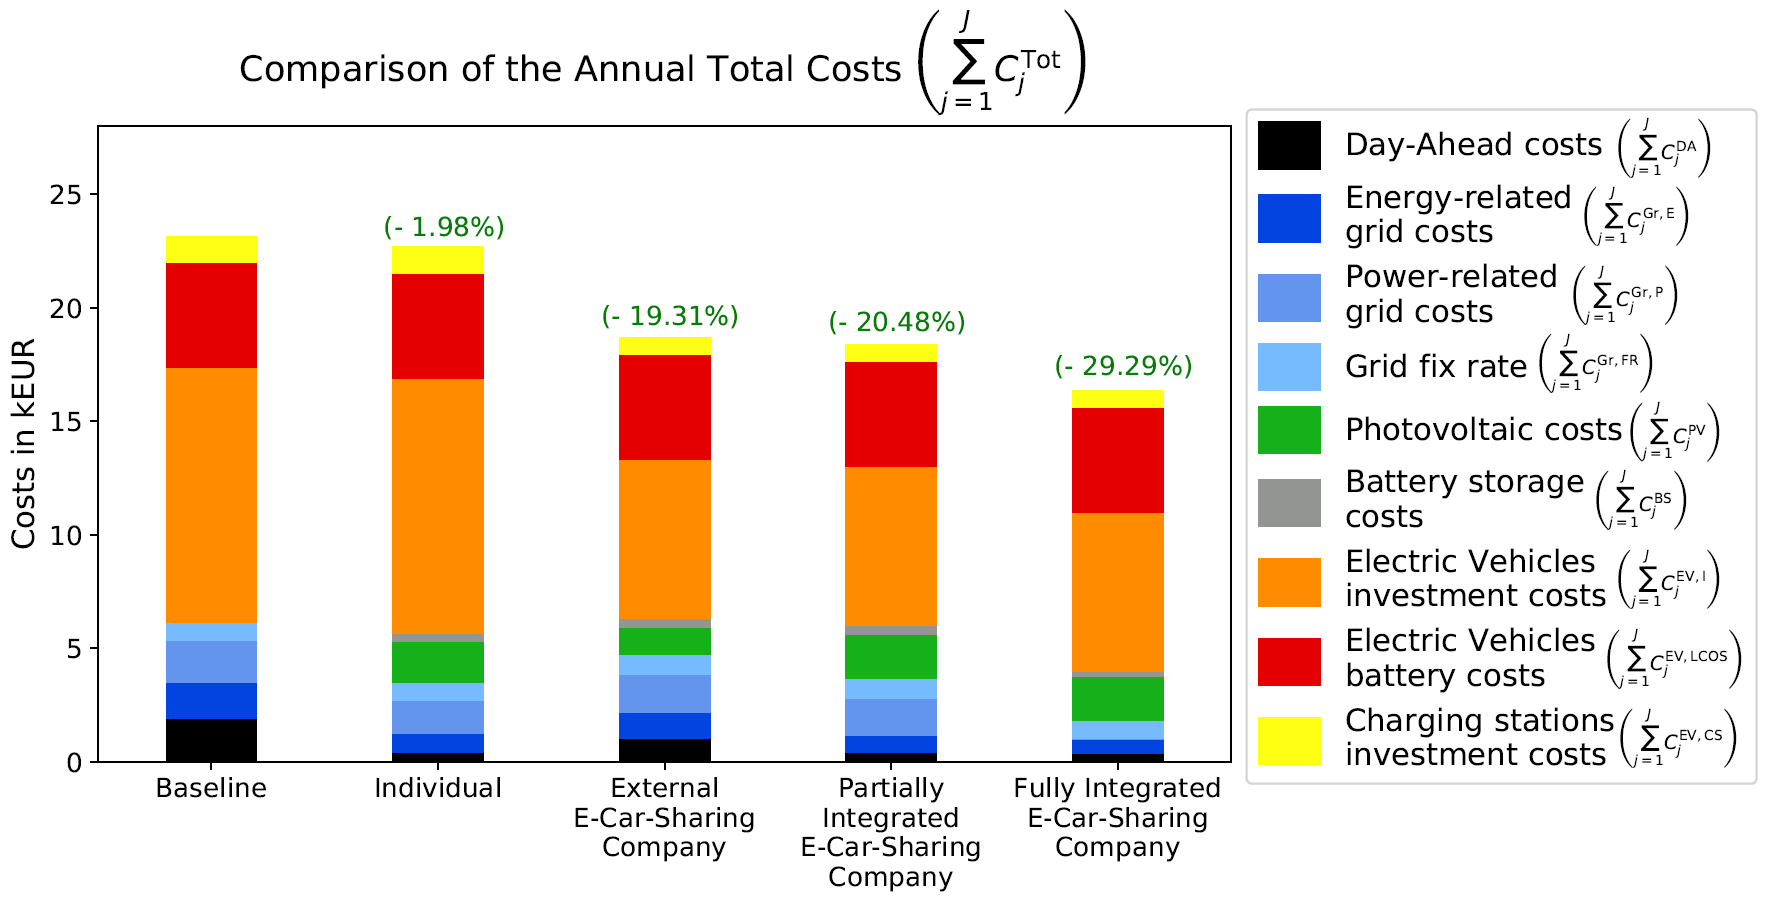 Comparison of the Annual Total Costs (∑_{j=1}^{J} C_j^{Tot})
Costs in kEUR
25
20
15
10
5
0
(- 1.98%)
(- 19.31%)
(- 20.48%)
(- 29.29%)
Baseline
Individual
External
E-Car-Sharing
Company
Partially
Integrated
E-Car-Sharing
Company
Fully Integrated
E-Car-Sharing
Company
Day-Ahead costs (∑_{j=1}^{J} C_j^{DA})
Energy-related
grid costs (∑_{j=1}^{J} C_j^{Gr, E})
Power-related
grid costs (∑_{j=1}^{J} C_j^{Gr, P})
Grid fix rate (∑_{j=1}^{J} C_j^{Gr, FR})
Photovoltaic costs (∑_{j=1}^{J} C_j^{PV})
Battery storage
costs (∑_{j=1}^{J} C_j^{BS})
Electric Vehicles
investment costs (∑_{j=1}^{J} C_j^{EV, I})
Electric Vehicles
battery costs (∑_{j=1}^{J} C_j^{EV, LCOS})
Charging stations
investment costs (∑_{j=1}^{J} C_j^{EV, CS})